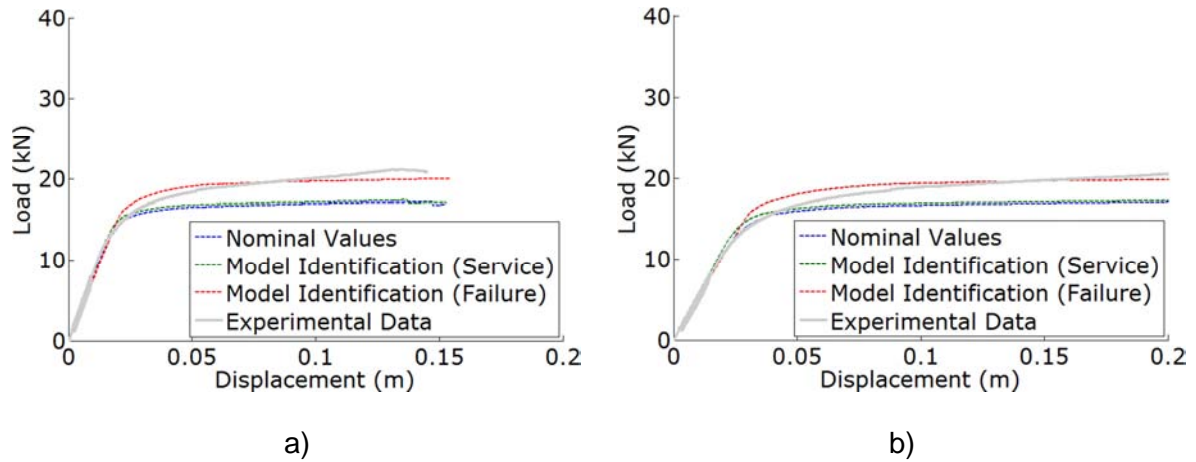 40
30
20
10
0
Load (kN)
Nominal Values
Model Identification (Service)
Model Identification (Failure)
Experimental Data
0 0.05 0.1 0.15 0.2
Displacement (m)
a)
40
30
20
10
0
Load (kN)
Nominal Values
Model Identification (Service)
Model Identification (Failure)
Experimental Data
0 0.05 0.1 0.15 0.2
Displacement (m)
b)